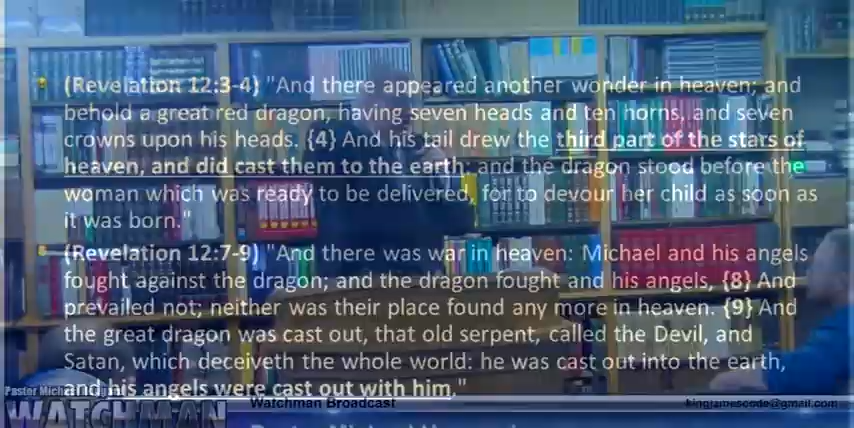 (Revelation 12:3-4) "And there appeared another wonder in heaven; and
behold a great red dragon, having seven heads and ten horns, and seven
crowns upon his heads. {4} And his tail drew the third part of the stars of
heaven, and did cast them to the earth: and the dragon stood before the
woman which was ready to be delivered, for to devour her child as soon as
it was born."
(Revelation 12:7-9) "And there was war in heaven: Michael and his angels
fought against the dragon; and the dragon fought and his angels, {8} And
prevailed not; neither was their place found any more in heaven. {9} And
the great dragon was cast out, that old serpent, called the Devil, and
Satan, which deceiveth the whole world: he was cast out into the earth,
and his angels were cast out with him."
Pastor Michael
WATCHMAN
Watchman Broadcast
kingjamescode@gmail.com